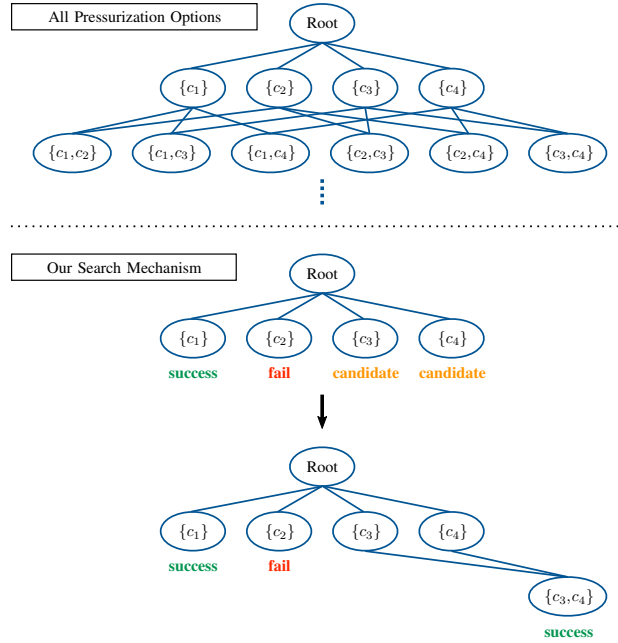 All Pressurization Options
Root
{c₁} {c₂} {c₃} {c₄}
{c₁,c₂} {c₁,c₃} {c₁,c₄} {c₂,c₃} {c₂,c₄} {c₃,c₄}
Our Search Mechanism
Root
{c₁} {c₂} {c₃} {c₄}
success fail candidate candidate
Root
{c₁} {c₂} {c₃} {c₄}
success fail
{c₃,c₄}
success